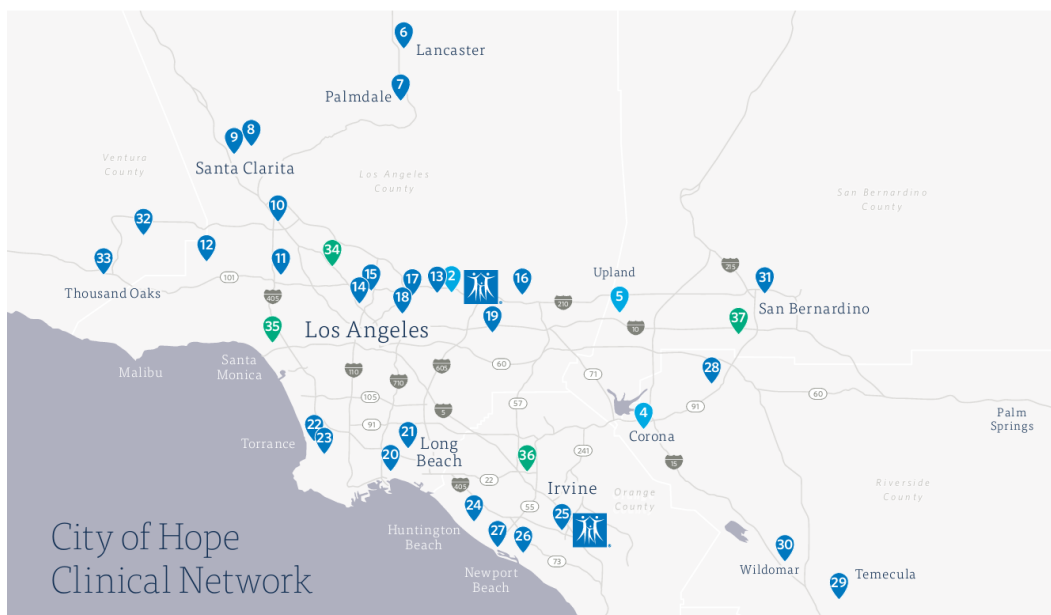 6
Lancaster
7
Palmdale
8
9
Santa Clarita
Ventura
County
Los Angeles
County
San Bernardino
County
10
32
12
11
34
33
Thousand Oaks
101
405
15
14
17
18
13
2
16
19
Upland
5
210
10
215
31
San Bernardino
37
35
Los Angeles
Santa
Monica
Malibu
110
710
605
60
71
28
105
91
5
57
91
60
4
Corona
Palm
Springs
22
23
Torrance
21
20
Long
Beach
36
241
15
405
22
Irvine
Orange
County
Riverside
County
24
55
25
27
26
Huntington
Beach
Newport
Beach
73
30
Wildomar
29
Temecula
City of Hope
Clinical Network